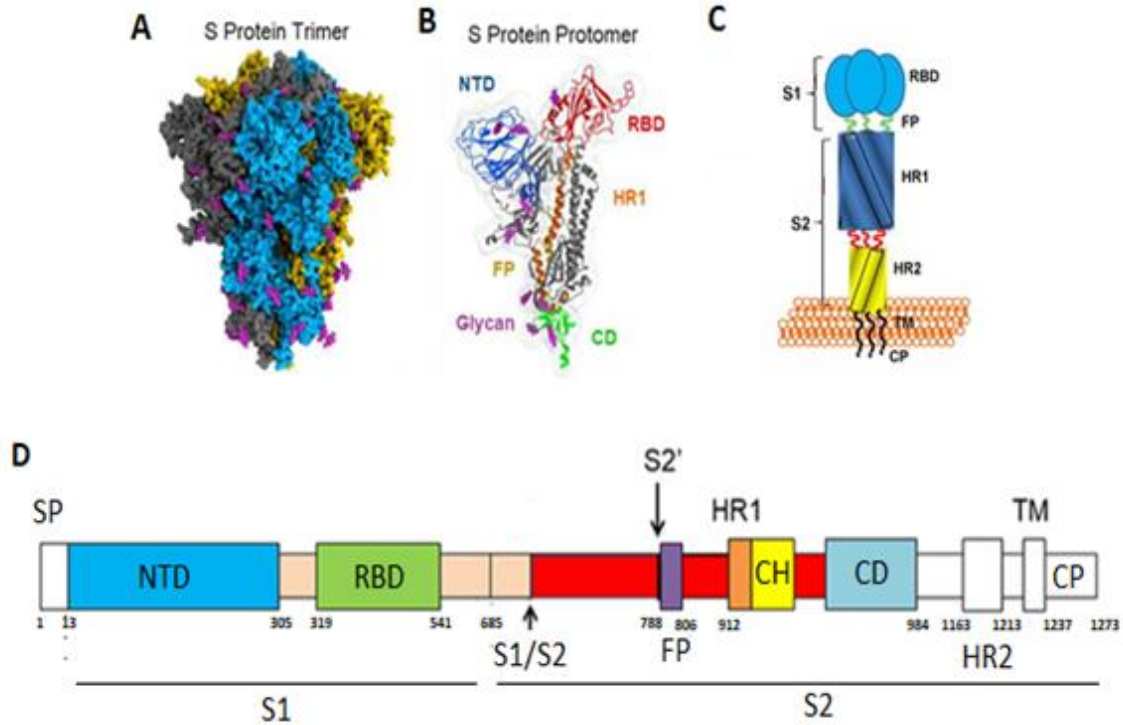 A
S Protein Trimer
B
S Protein Protomer
NTD
RBD
HR1
FP
Glycan
CD
C
S1
RBD
FP
S2
HR1
HR2
TM
CP
D
S2'
SP
HR1
TM
NTD
RBD
CH
CD
CP
1 13 305 319 541 685 788 806 912 984 1163 1213 1237 1273
S1/S2
FP
HR2
S1
S2